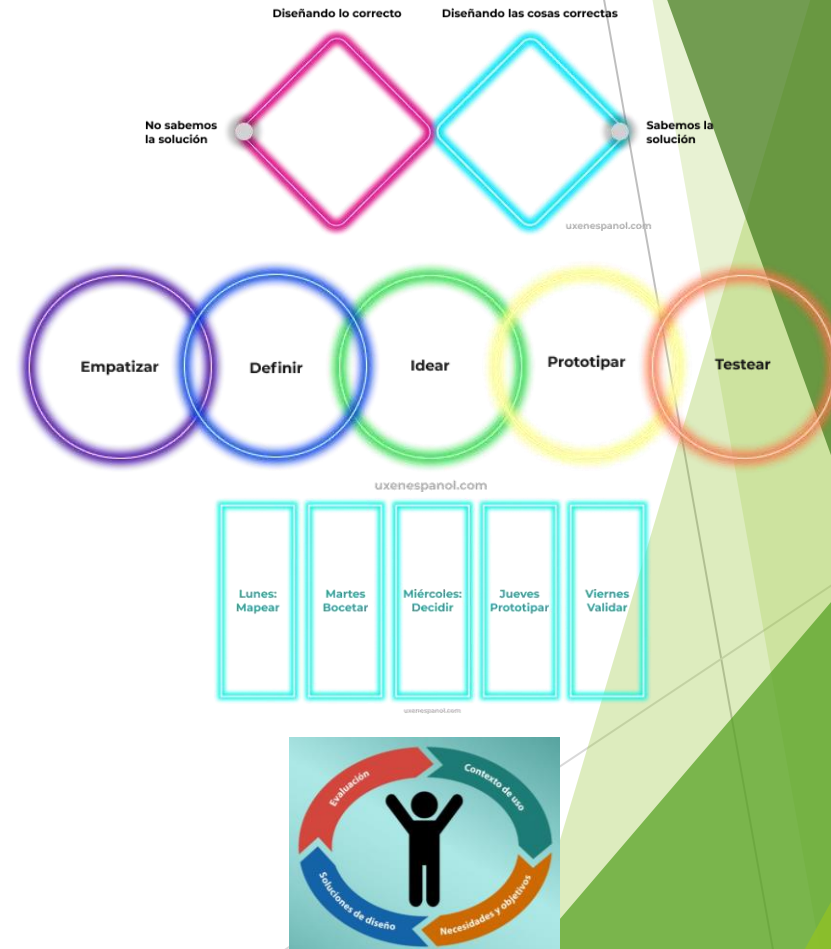 Diseñando lo correcto
Diseñando las cosas correctas
No sabemos
la solución
Sabemos la
solución
uxenespanol.com
Empatizar
Definir
Idear
Prototipar
Testear
uxenespanol.com
Lunes:
Mapear
Martes
Bocetar
Miércoles:
Decidir
Jueves
Prototipar
Viernes
Validar
uxenespanol.com
Evaluación
Contexto de uso
Soluciones de diseño
Necesidades y objetivos